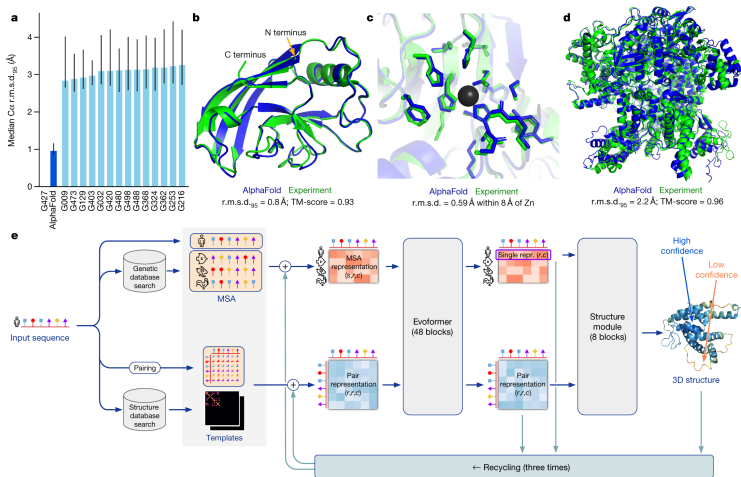 a
Median Cα r.m.s.d.95 (Å)
4
3
2
1
0
G427
AlphaFold
G009
G473
G129
G403
G032
G420
G480
G498
G488
G368
G324
G362
G253
G216
b
N terminus
C terminus
AlphaFold Experiment
r.m.s.d.95 = 0.8 Å; TM-score = 0.93
c
AlphaFold Experiment
r.m.s.d. = 0.59 Å within 8 Å of Zn
d
AlphaFold Experiment
r.m.s.d.95 = 2.2 Å; TM-score = 0.96
e
Input sequence
Genetic
database
search
MSA
Pairing
Structure
database
search
Templates
+
+
MSA
representation
(s,r,c)
Pair
representation
(r,r,c)
Evoformer
(48 blocks)
Single repr. (r,c)
Pair
representation
(r,r,c)
Structure
module
(8 blocks)
High
confidence
Low
confidence
3D structure
← Recycling (three times)